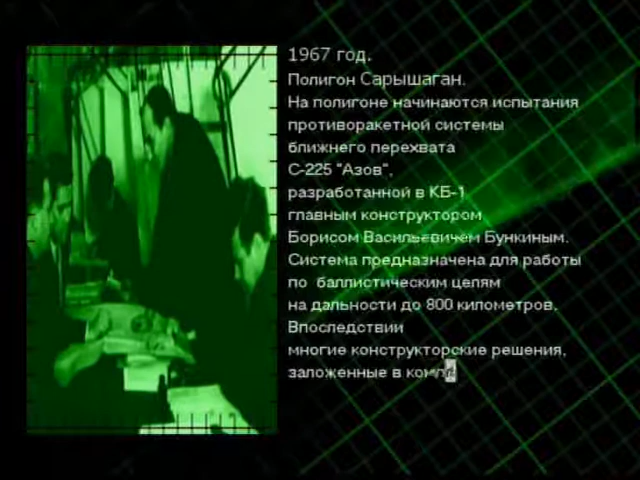 1967 год.
Полигон Сарышаган.
На полигоне начинаются испытания
противоракетной системы
ближнего перехвата
С-225 "Азов",
разработанной в КБ-1
главным конструктором
Борисом Васильевичем Бункиным.
Система предназначена для работы
по баллистическим целям
на дальности до 800 километров.
Впоследствии
многие конструкторские решения,
заложенные в компл